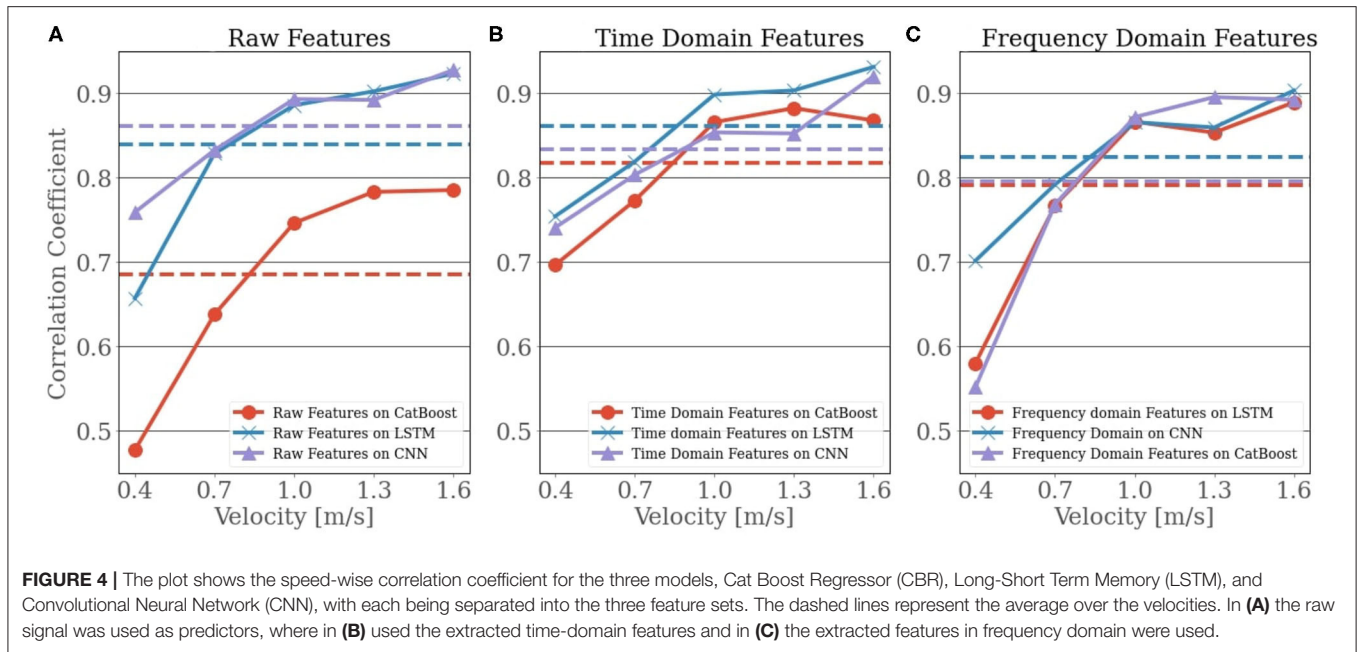 A
Raw Features
B
Time Domain Features
C
Frequency Domain Features
Correlation Coefficient
0.9
0.8
0.7
0.6
0.5
Raw Features on CatBoost
Raw Features on LSTM
Raw Features on CNN
0.4 0.7 1.0 1.3 1.6
Velocity [m/s]
0.9
0.8
0.7
0.6
0.5
Time Domain Features on CatBoost
Time domain Features on LSTM
Time Domain Features on CNN
0.4 0.7 1.0 1.3 1.6
Velocity [m/s]
0.9
0.8
0.7
0.6
0.5
Frequency domain Features on LSTM
Frequency Domain on CNN
Frequency Domain Features on CatBoost
0.4 0.7 1.0 1.3 1.6
Velocity [m/s]
FIGURE 4 | The plot shows the speed-wise correlation coefficient for the three models, Cat Boost Regressor (CBR), Long-Short Term Memory (LSTM), and
Convolutional Neural Network (CNN), with each being separated into the three feature sets. The dashed lines represent the average over the velocities. In (A) the raw
signal was used as predictors, where in (B) used the extracted time-domain features and in (C) the extracted features in frequency domain were used.